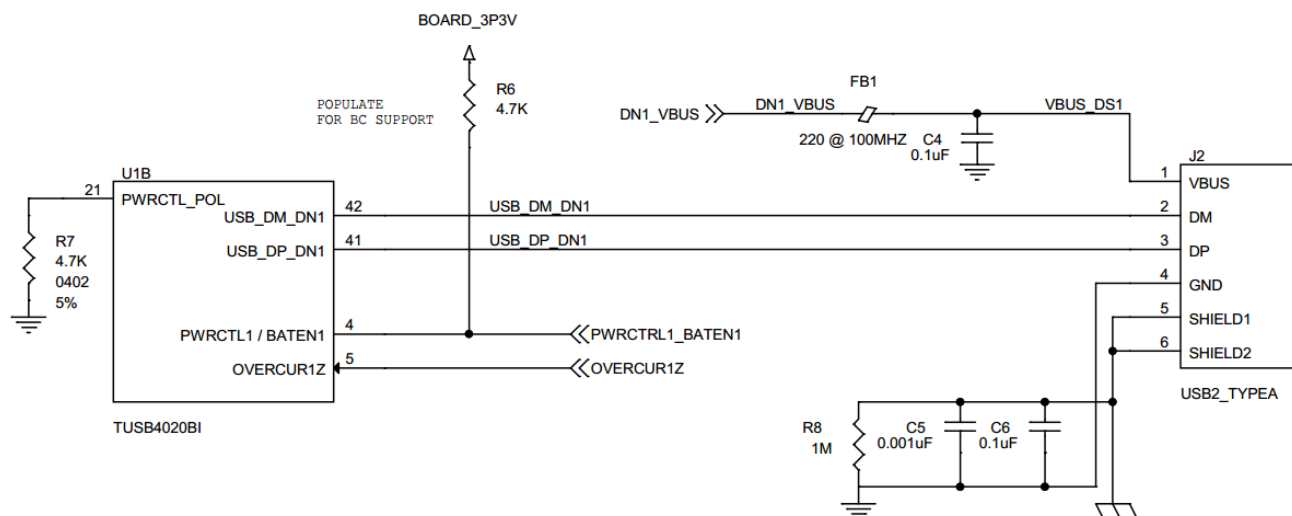 BOARD_3P3V
R6
4.7K
POPULATE
FOR BC SUPPORT
FB1
DN1_VBUS
DN1_VBUS
VBUS_DS1
220 @ 100MHZ
C4
0.1uF
U1B
J2
21
PWRCTL_POL
1
VBUS
USB_DM_DN1
42
USB_DM_DN1
2
DM
R7
4.7K
0402
5%
USB_DP_DN1
41
USB_DP_DN1
3
DP
4
GND
5
SHIELD1
PWRCTL1 / BATEN1
4
PWRCTRL1_BATEN1
6
SHIELD2
OVERCUR1Z
5
OVERCUR1Z
USB2_TYPEA
TUSB4020BI
R8
1M
C5
0.001uF
C6
0.1uF